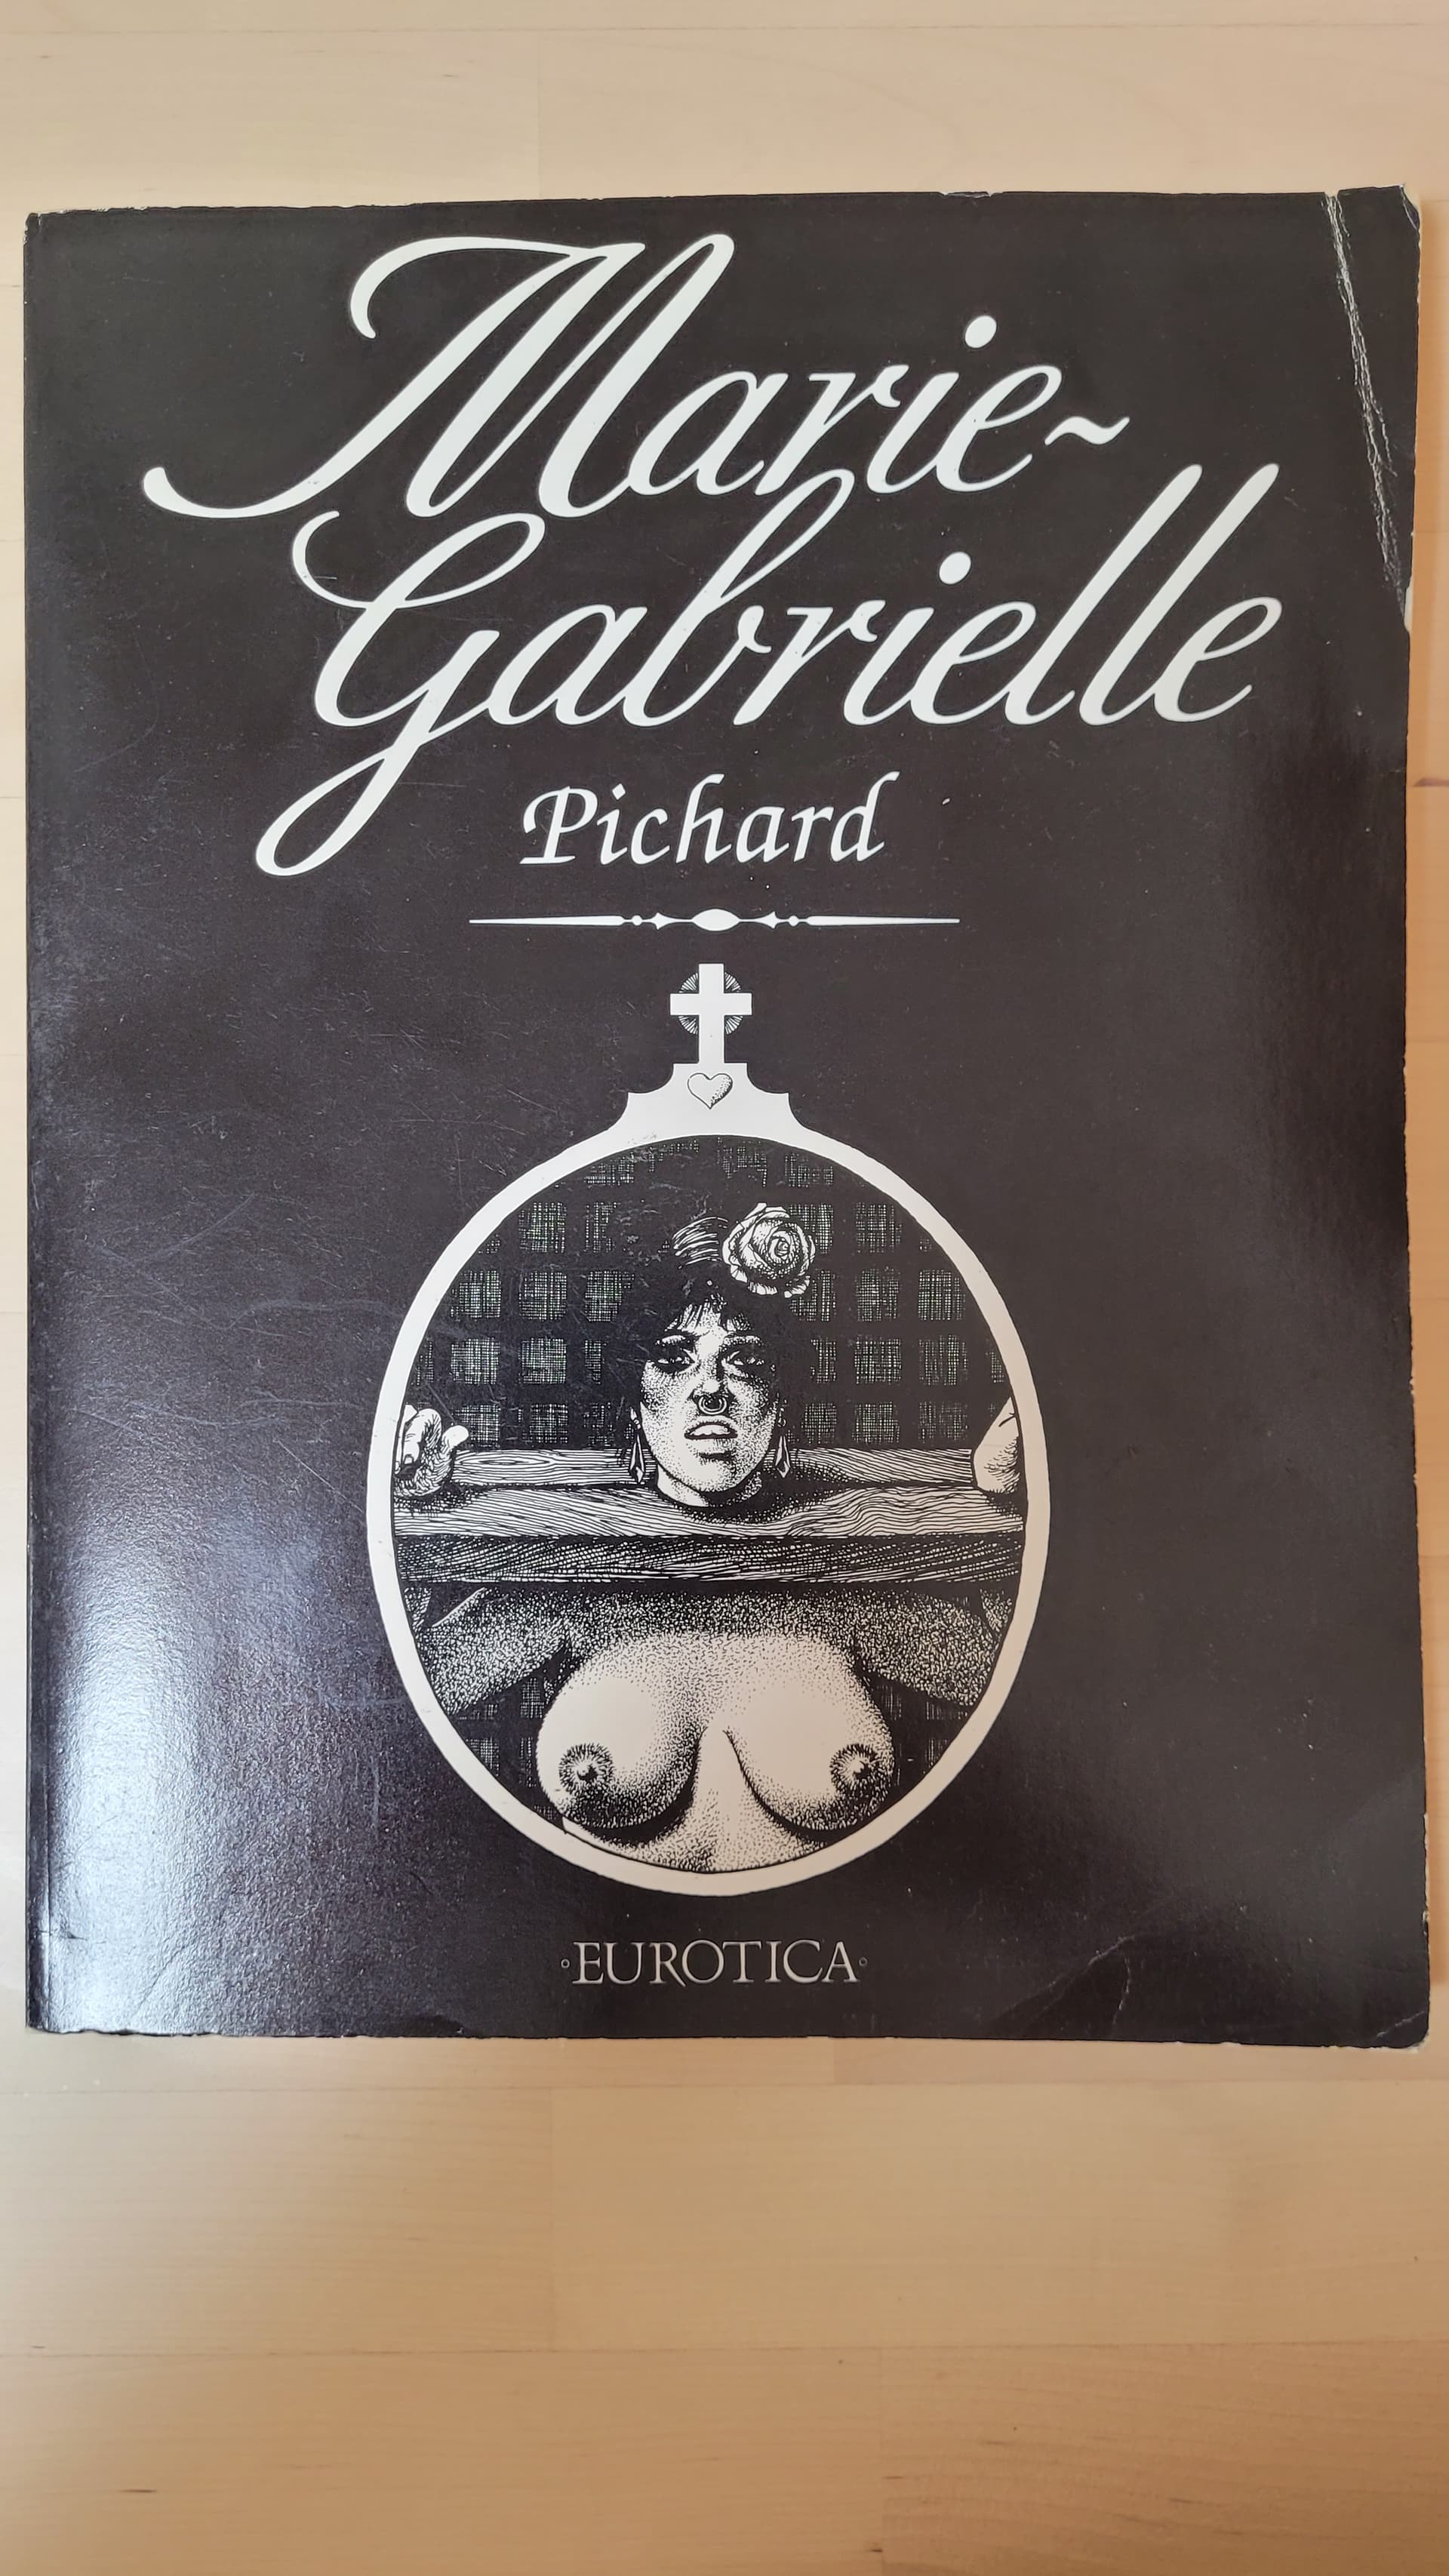 Marie-
Gabrielle
Pichard
◦EUROTICA◦